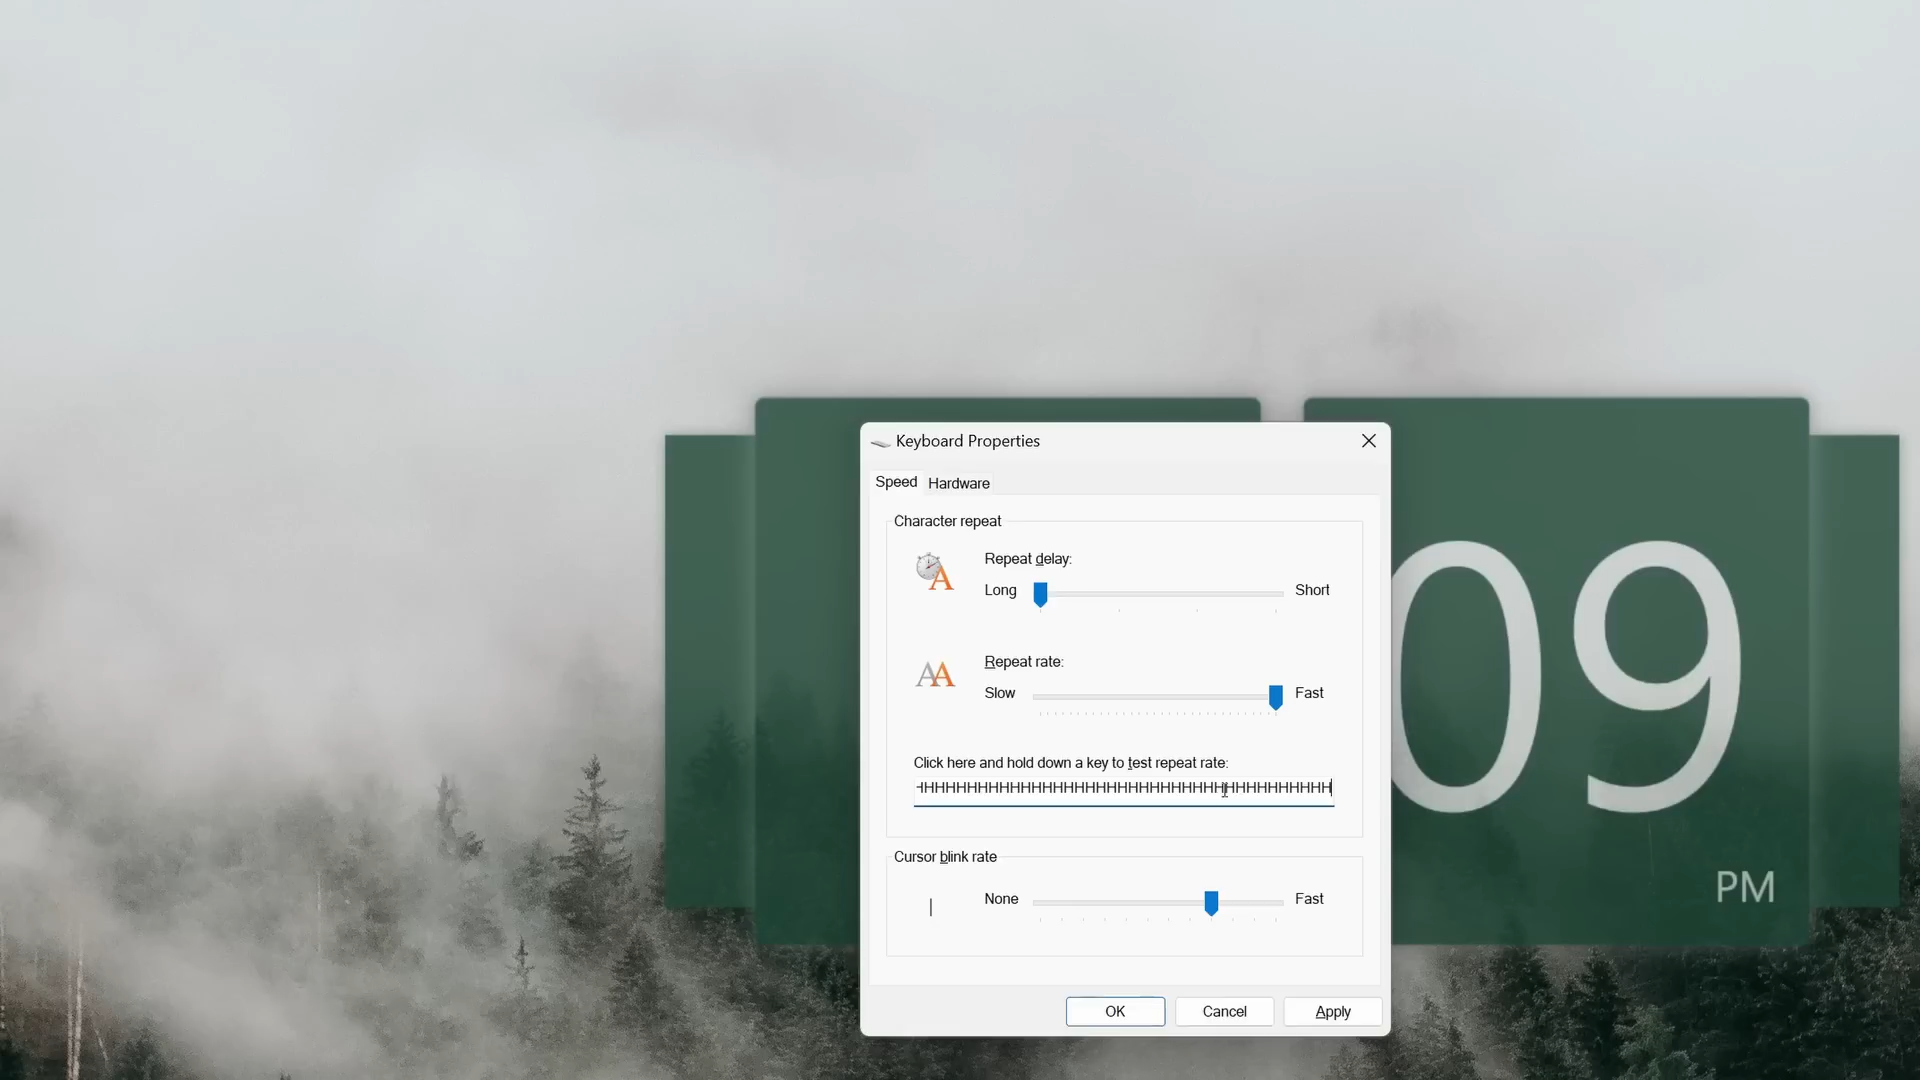 Keyboard Properties
Speed Hardware
Character repeat
Repeat delay:
Long Short
Repeat rate:
Slow Fast
Click here and hold down a key to test repeat rate:
HHHHHHHHHHHHHHHHHHHHHHHHHHHHHHHHHHHHHHH
Cursor blink rate
None Fast
OK Cancel Apply
09
PM